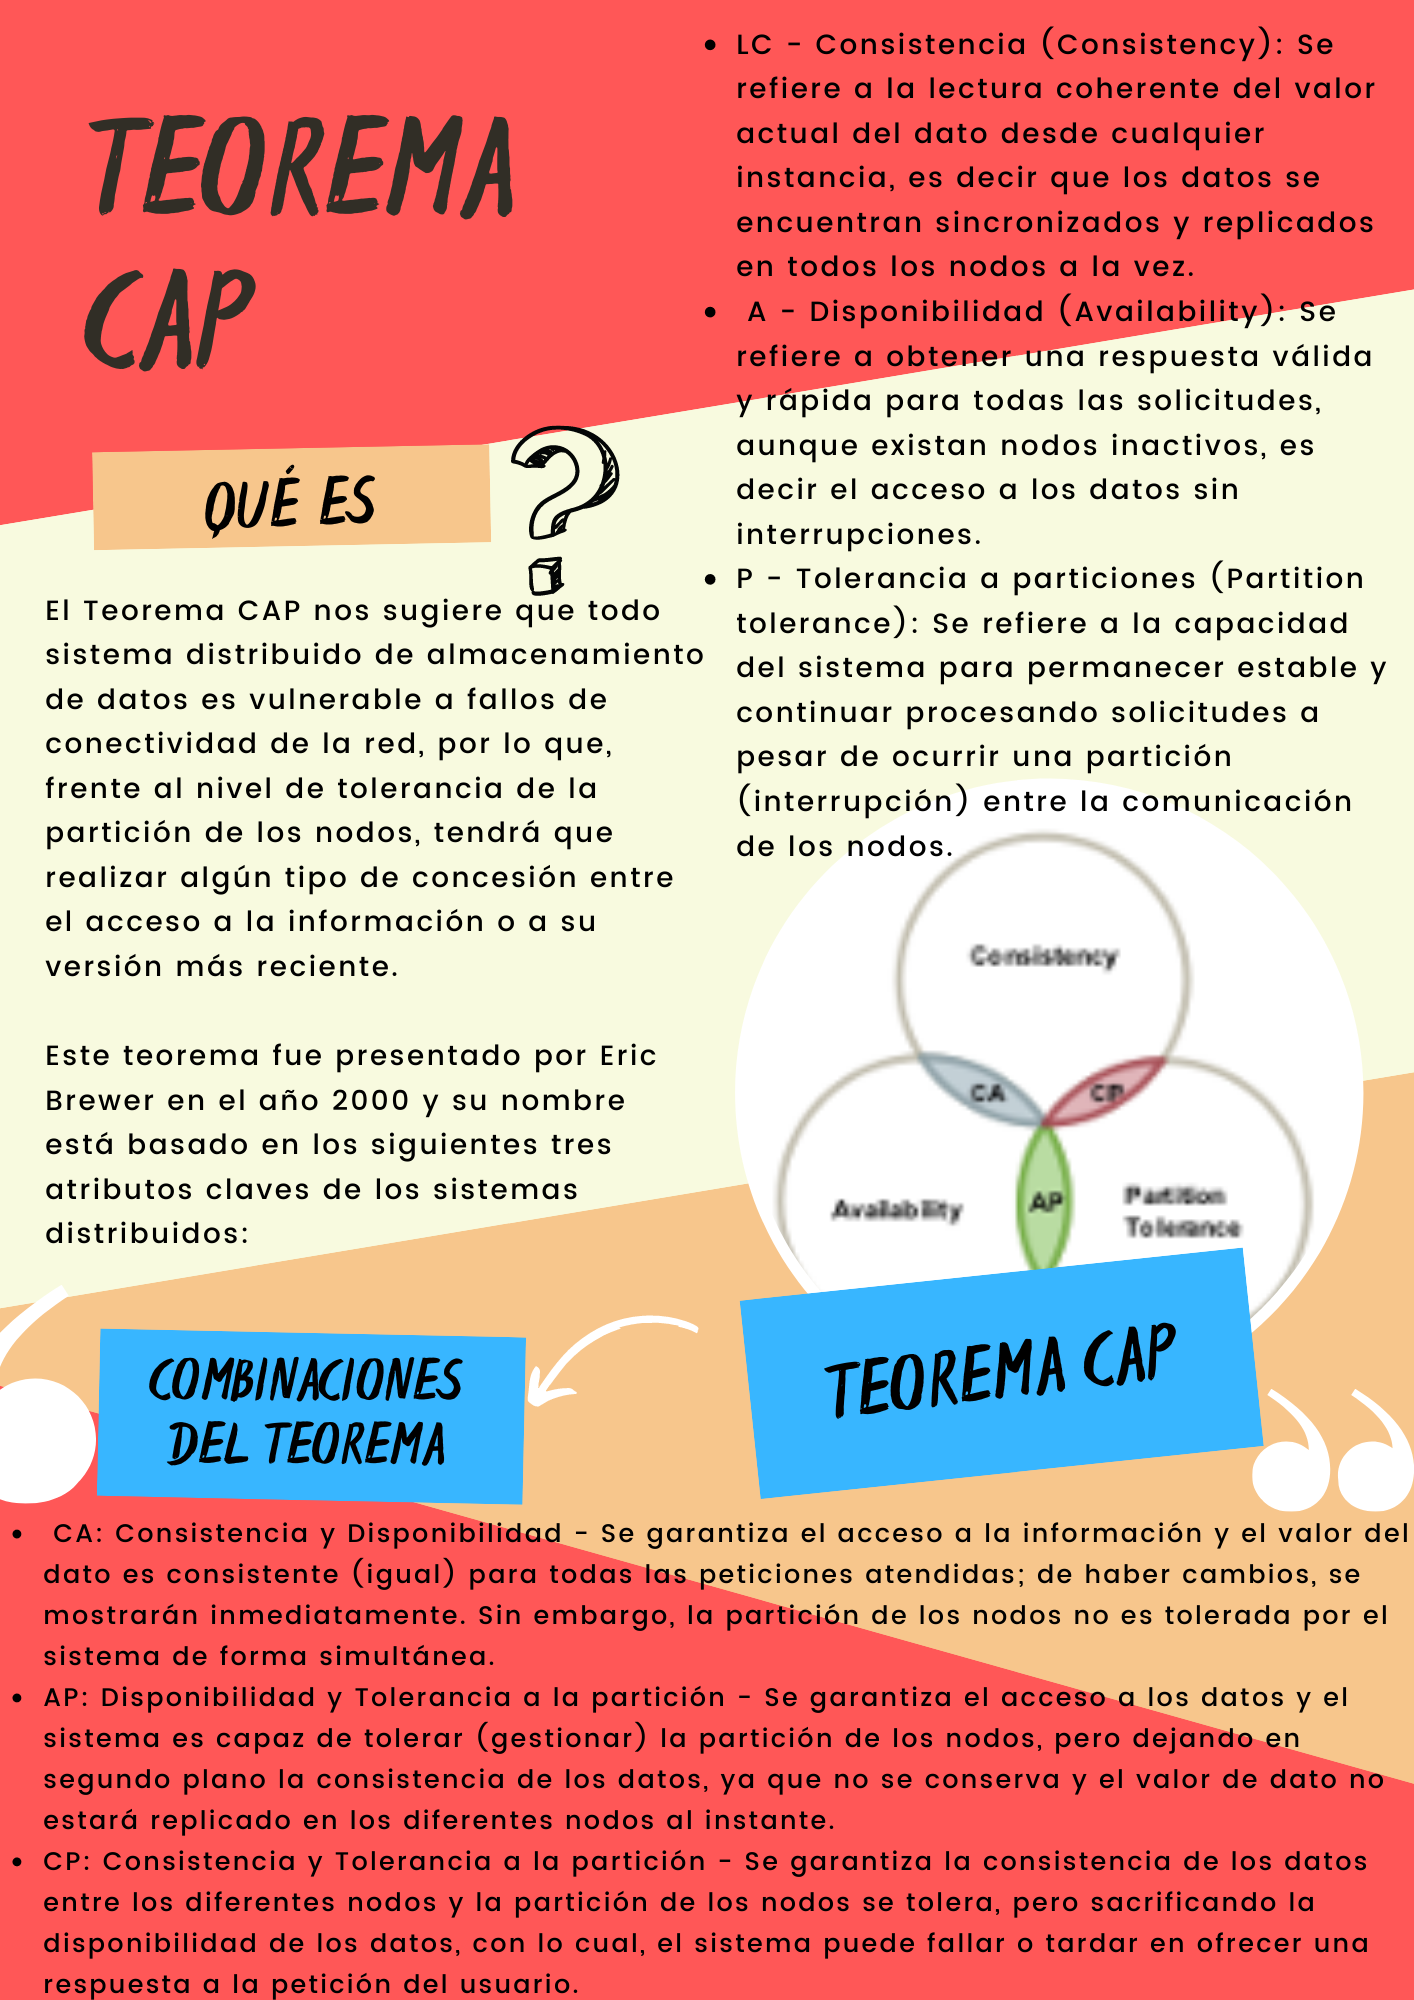 TEOREMA
CAP
QUÉ ES
?
El Teorema CAP nos sugiere que todo
sistema distribuido de almacenamiento
de datos es vulnerable a fallos de
conectividad de la red, por lo que,
frente al nivel de tolerancia de la
partición de los nodos, tendrá que
realizar algún tipo de concesión entre
el acceso a la información o a su
versión más reciente.
Este teorema fue presentado por Eric
Brewer en el año 2000 y su nombre
está basado en los siguientes tres
atributos claves de los sistemas
distribuidos:
• LC - Consistencia (Consistency): Se
refiere a la lectura coherente del valor
actual del dato desde cualquier
instancia, es decir que los datos se
encuentran sincronizados y replicados
en todos los nodos a la vez.
• A - Disponibilidad (Availability): Se
refiere a obtener una respuesta válida
y rápida para todas las solicitudes,
aunque existan nodos inactivos, es
decir el acceso a los datos sin
interrupciones.
• P - Tolerancia a particiones (Partition
tolerance): Se refiere a la capacidad
del sistema para permanecer estable y
continuar procesando solicitudes a
pesar de ocurrir una partición
(interrupción) entre la comunicación
de los nodos.
Consistency
CA
CP
Availability
AP
Partition
Tolerance
TEOREMA CAP
COMBINACIONES
DEL TEOREMA
• CA: Consistencia y Disponibilidad - Se garantiza el acceso a la información y el valor del
dato es consistente (igual) para todas las peticiones atendidas; de haber cambios, se
mostrarán inmediatamente. Sin embargo, la partición de los nodos no es tolerada por el
sistema de forma simultánea.
• AP: Disponibilidad y Tolerancia a la partición - Se garantiza el acceso a los datos y el
sistema es capaz de tolerar (gestionar) la partición de los nodos, pero dejando en
segundo plano la consistencia de los datos, ya que no se conserva y el valor de dato no
estará replicado en los diferentes nodos al instante.
• CP: Consistencia y Tolerancia a la partición - Se garantiza la consistencia de los datos
entre los diferentes nodos y la partición de los nodos se tolera, pero sacrificando la
disponibilidad de los datos, con lo cual, el sistema puede fallar o tardar en ofrecer una
respuesta a la petición del usuario.